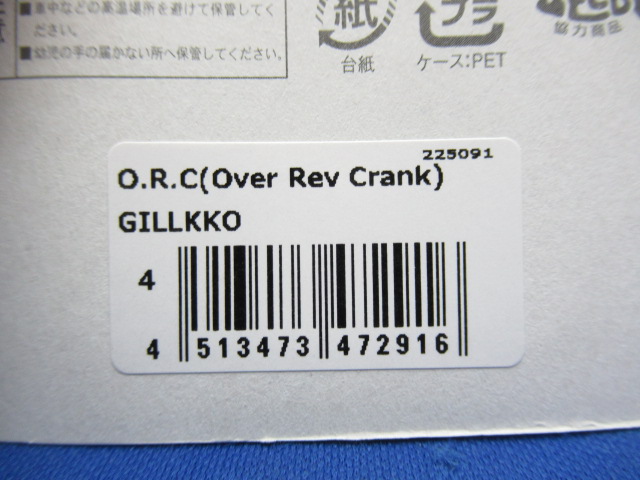 ■車中などの高温場所を避けて保管してく
ださい。
■幼児の手の届かない所へ保管してください。
紙
台紙
プラ
ケース:PET
協力商品
225091
O.R.C(Over Rev Crank)
GILLKKO
4
4 513473 472916